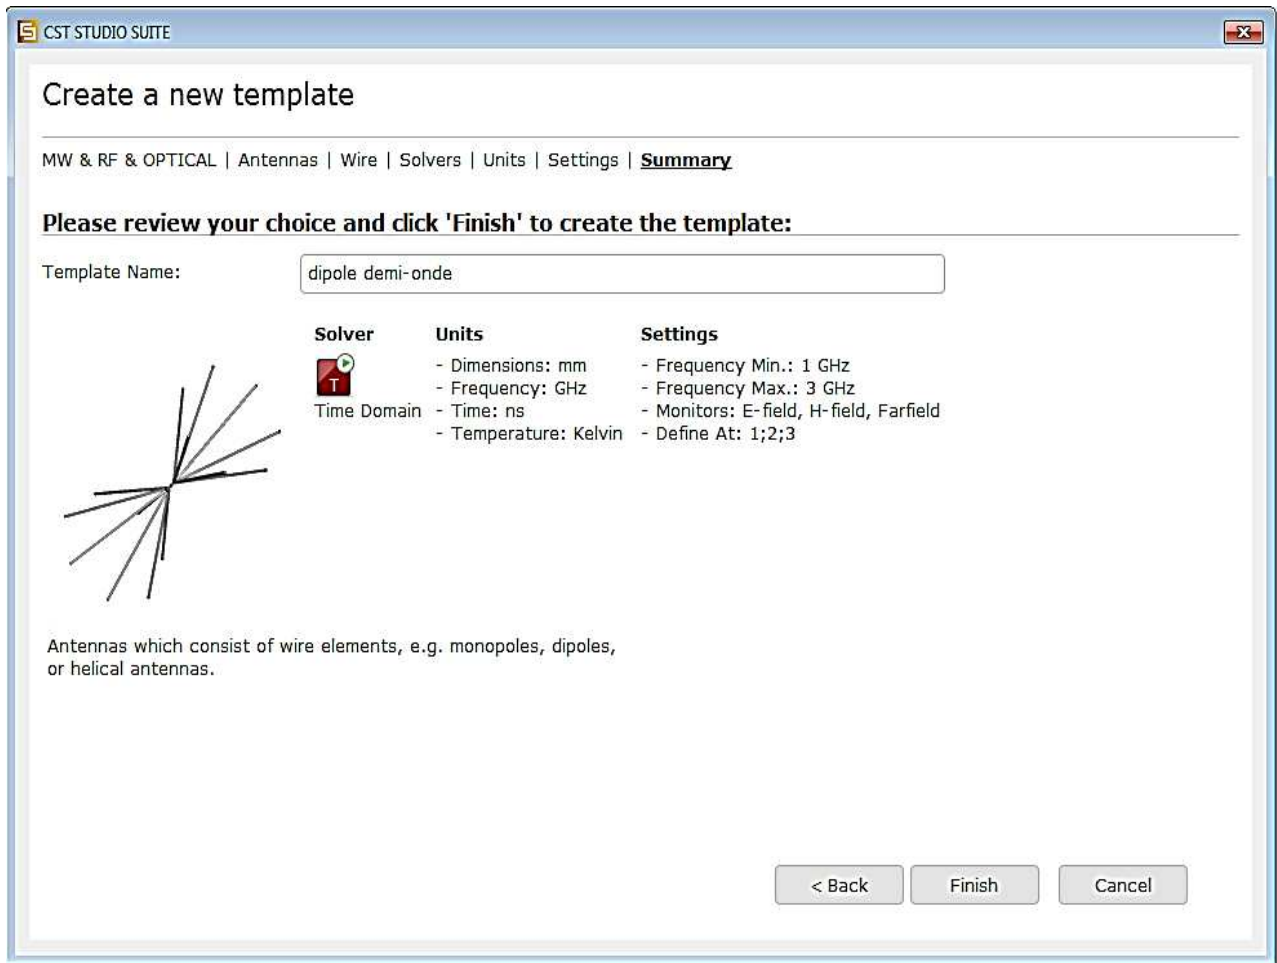 CST STUDIO SUITE
Create a new template
MW & RF & OPTICAL | Antennas | Wire | Solvers | Units | Settings | Summary
Please review your choice and click 'Finish' to create the template:
Template Name: dipole demi-onde
Solver Units Settings
- Dimensions: mm - Frequency Min.: 1 GHz
T - Frequency: GHz - Frequency Max.: 3 GHz
Time Domain - Time: ns - Monitors: E-field, H-field, Farfield
- Temperature: Kelvin - Define At: 1;2;3
Antennas which consist of wire elements, e.g. monopoles, dipoles,
or helical antennas.
< Back Finish Cancel